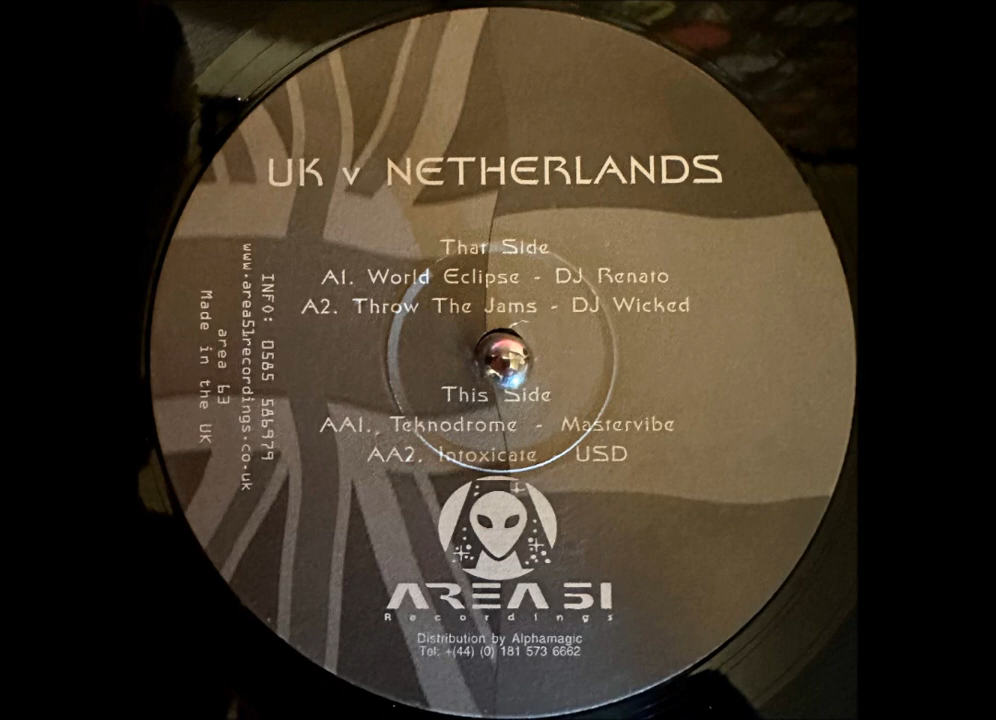 UK v NETHERLANDS
That Side
A1. World Eclipse - DJ Renato
A2. Throw The Jams - DJ Wicked
This Side
AA1. Teknodrome - Mastervibe
AA2. Intoxicate - USD
AREA 51
Recordings
Distribution by Alphamagic
Tel: +(44) (0) 181 573 6662
INFO: 0585 586979
www.area51recordings.co.uk
area 63
Made in the UK